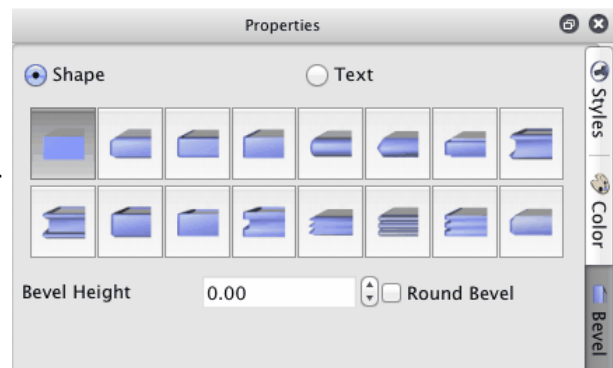 Properties
Shape
Text
Bevel Height
0.00
Round Bevel
Styles
Color
Bevel